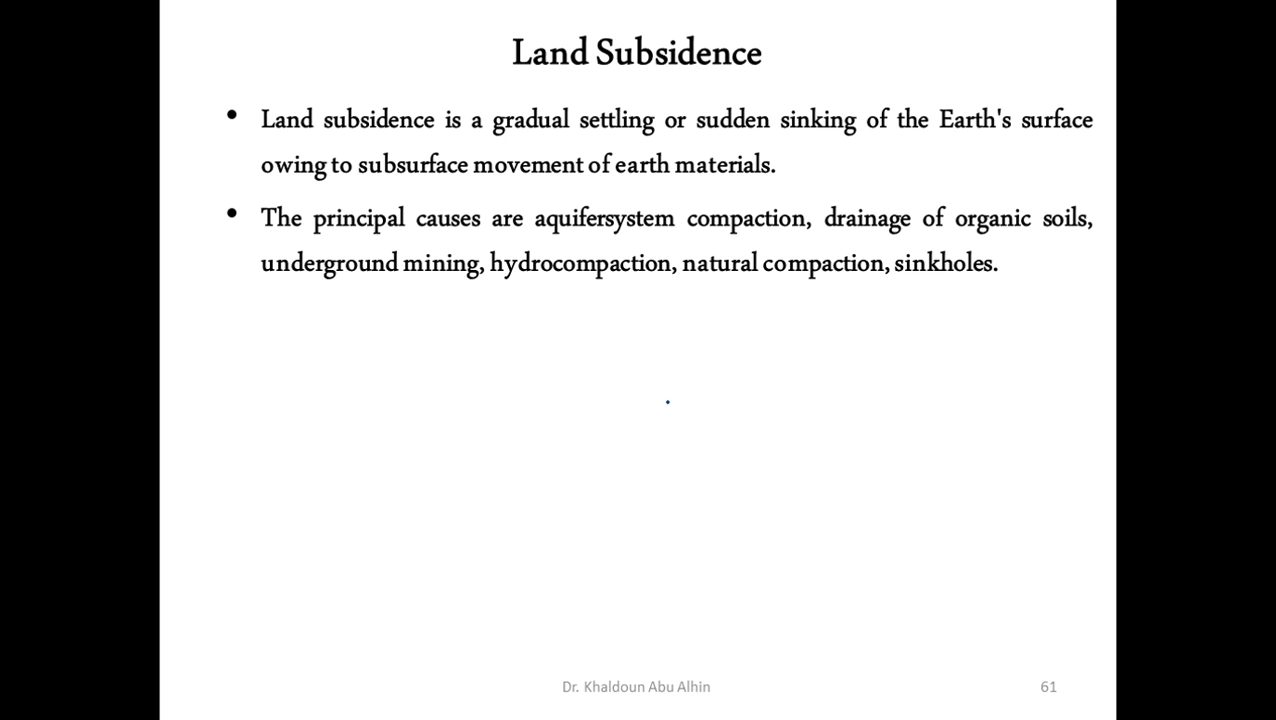 Land Subsidence
• Land subsidence is a gradual settling or sudden sinking of the Earth's surface
owing to subsurface movement of earth materials.
• The principal causes are aquifersystem compaction, drainage of organic soils,
underground mining, hydrocompaction, natural compaction, sinkholes.
Dr. Khaldoun Abu Alhin 61